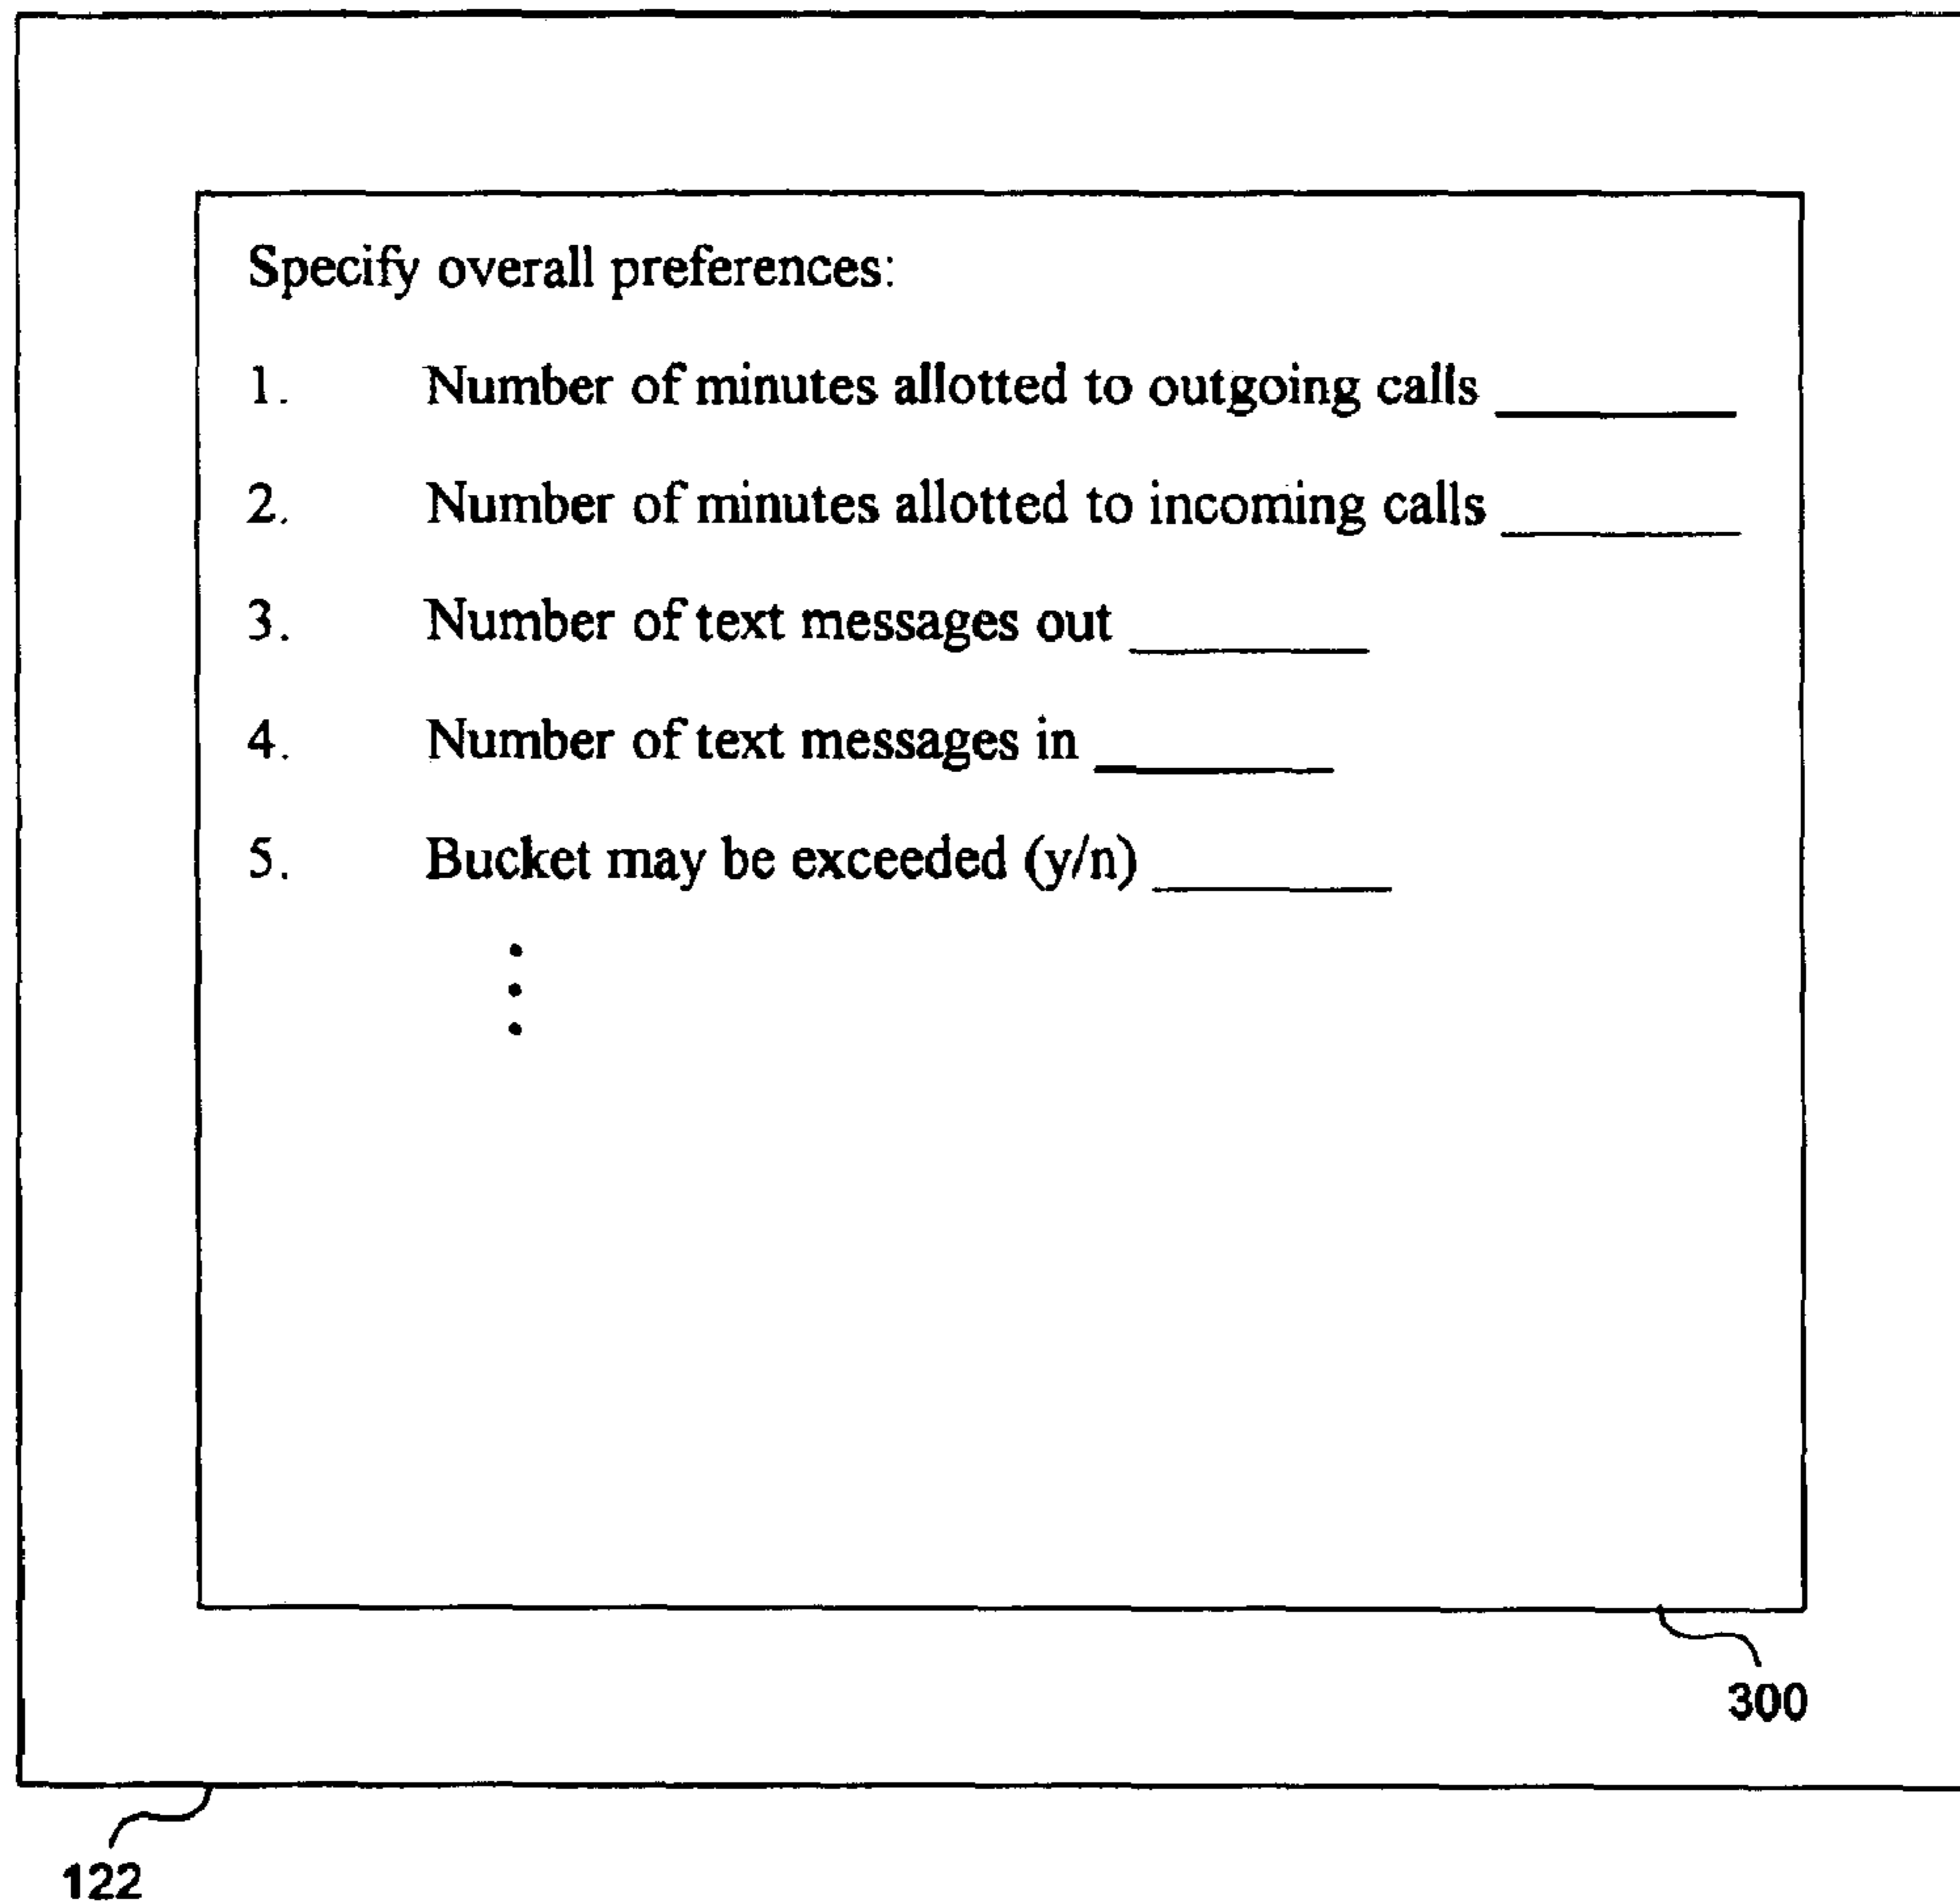 Specify overall preferences:
1. Number of minutes allotted to outgoing calls ________
2. Number of minutes allotted to incoming calls ________
3. Number of text messages out ________
4. Number of text messages in ________
5. Bucket may be exceeded (y/n) ________
300
122